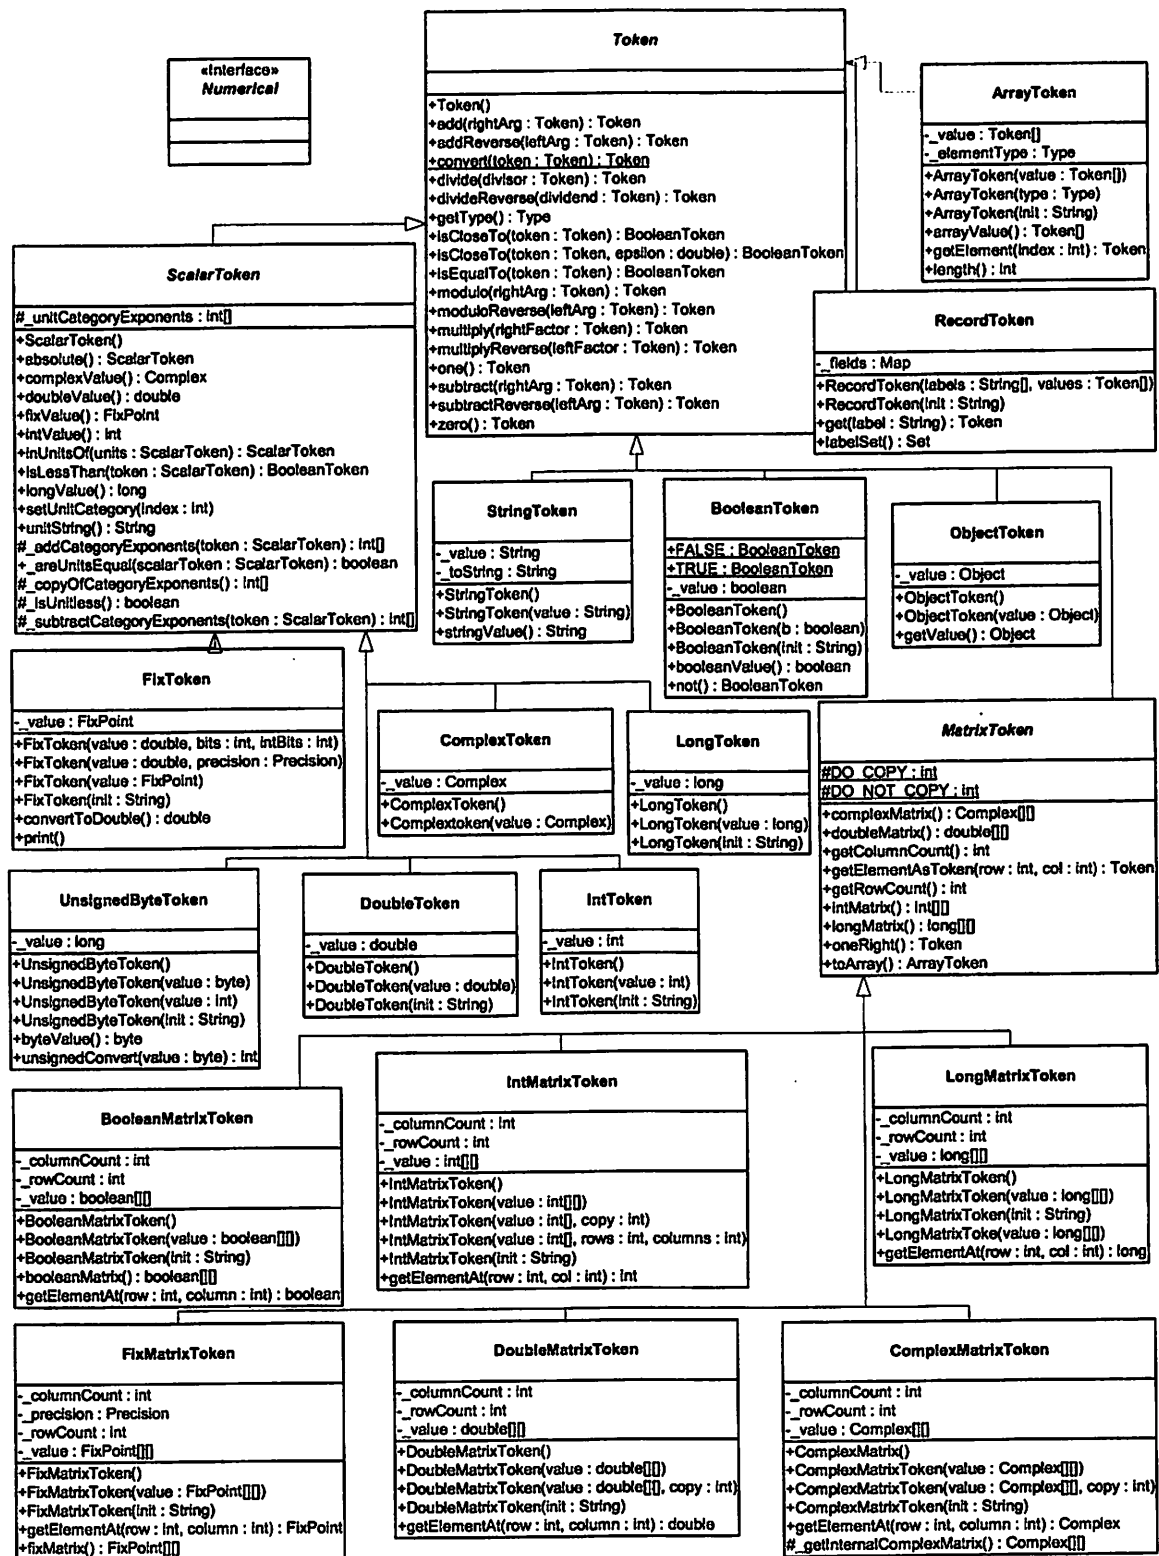 «Interface»
Numerical
Token
+Token()
+add(rightArg : Token) : Token
+addReverse(leftArg : Token) : Token
+convert(token : Token) : Token
+divide(divisor : Token) : Token
+divideReverse(dividend : Token) : Token
+getType() : Type
+isCloseTo(token : Token) : BooleanToken
+isCloseTo(token : Token, epsilon : double) : BooleanToken
+isEqualTo(token : Token) : BooleanToken
+modulo(rightArg : Token) : Token
+moduloReverse(leftArg : Token) : Token
+multiply(rightFactor : Token) : Token
+multiplyReverse(leftFactor : Token) : Token
+one() : Token
+subtract(rightArg : Token) : Token
+subtractReverse(leftArg : Token) : Token
+zero() : Token
ArrayToken
-_value : Token[]
-_elementType : Type
+ArrayToken(value : Token[])
+ArrayToken(type : Type)
+ArrayToken(init : String)
+arrayValue() : Token[]
+getElement(index : int) : Token
+length() : int
ScalarToken
#_unitCategoryExponents : int[]
+ScalarToken()
+absolute() : ScalarToken
+complexValue() : Complex
+doubleValue() : double
+fixValue() : FixPoint
+intValue() : int
+inUnitsOf(units : ScalarToken) : ScalarToken
+isLessThan(token : ScalarToken) : BooleanToken
+longValue() : long
+setUnitCategory(index : int)
+unitString() : String
#_addCategoryExponents(token : ScalarToken) : int[]
+_areUnitsEqual(scalarToken : ScalarToken) : boolean
#_copyOfCategoryExponents() : int[]
#_isUnitless() : boolean
#_subtractCategoryExponents(token : ScalarToken) : int[]
RecordToken
-_fields : Map
+RecordToken(labels : String[], values : Token[])
+RecordToken(init : String)
+get(label : String) : Token
+labelSet() : Set
StringToken
-_value : String
-_toString : String
+StringToken()
+StringToken(value : String)
+stringValue() : String
BooleanToken
+FALSE : BooleanToken
+TRUE : BooleanToken
-_value : boolean
+BooleanToken()
+BooleanToken(b : boolean)
+BooleanToken(init : String)
+booleanValue() : boolean
+not() : BooleanToken
ObjectToken
-_value : Object
+ObjectToken()
+ObjectToken(value : Object)
+getValue() : Object
FixToken
-_value : FixPoint
+FixToken(value : double, bits : int, intBits : int)
+FixToken(value : double, precision : Precision)
+FixToken(value : FixPoint)
+FixToken(init : String)
+convertToDouble() : double
+print()
ComplexToken
-_value : Complex
+ComplexToken()
+Complextoken(value : Complex)
LongToken
-_value : long
+LongToken()
+LongToken(value : long)
+LongToken(init : String)
MatrixToken
#DO_COPY : int
#DO_NOT_COPY : int
+complexMatrix() : Complex[][]
+doubleMatrix() : double[][]
+getColumnCount() : int
+getElementAsToken(row : int, col : int) : Token
+getRowCount() : int
+intMatrix() : int[][]
+longMatrix() : long[][]
+oneRight() : Token
+toArray() : ArrayToken
UnsignedByteToken
-_value : long
+UnsignedByteToken()
+UnsignedByteToken(value : byte)
+UnsignedByteToken(value : int)
+UnsignedByteToken(init : String)
+byteValue() : byte
+unsignedConvert(value : byte) : int
DoubleToken
-_value : double
+DoubleToken()
+DoubleToken(value : double)
+DoubleToken(init : String)
IntToken
-_value : int
+IntToken()
+IntToken(value : int)
+IntToken(init : String)
BooleanMatrixToken
-_columnCount : int
-_rowCount : int
-_value : boolean[][]
+BooleanMatrixToken()
+BooleanMatrixToken(value : boolean[][])
+BooleanMatrixToken(init : String)
+booleanMatrix() : boolean[][]
+getElementAt(row : int, column : int) : boolean
IntMatrixToken
-_columnCount : int
-_rowCount : int
-_value : int[][]
+IntMatrixToken()
+IntMatrixToken(value : int[][])
+IntMatrixToken(value : int[], copy : int)
+IntMatrixToken(value : int[], rows : int, columns : int)
+IntMatrixToken(init : String)
+getElementAt(row : int, col : int) : int
LongMatrixToken
-_columnCount : int
-_rowCount : int
-_value : long[][]
+LongMatrixToken()
+LongMatrixToken(value : long[][])
+LongMatrixToken(init : String)
+LongMatrixToke(value : long[][])
+getElementAt(row : int, col : int) : long
FixMatrixToken
-_columnCount : int
-_precision : Precision
-_rowCount : int
-_value : FixPoint[][]
+FixMatrixToken()
+FixMatrixToken(value : FixPoint[][])
+FixMatrixToken(init : String)
+getElementAt(row : int, column : int) : FixPoint
+fixMatrix() : FixPoint[][]
DoubleMatrixToken
-_columnCount : int
-_rowCount : int
-_value : double[][]
+DoubleMatrixToken()
+DoubleMatrixToken(value : double[][])
+DoubleMatrixToken(value : double[][], copy : int)
+DoubleMatrixToken(init : String)
+getElementAt(row : int, column : int) : double
ComplexMatrixToken
-_columnCount : int
-_rowCount : int
-_value : Complex[][]
+ComplexMatrix()
+ComplexMatrixToken(value : Complex[][])
+ComplexMatrixToken(value : Complex[][], copy : int)
+ComplexMatrixToken(init : String)
+getElementAt(row : int, column : int) : Complex
#_getInternalComplexMatrix() : Complex[][]